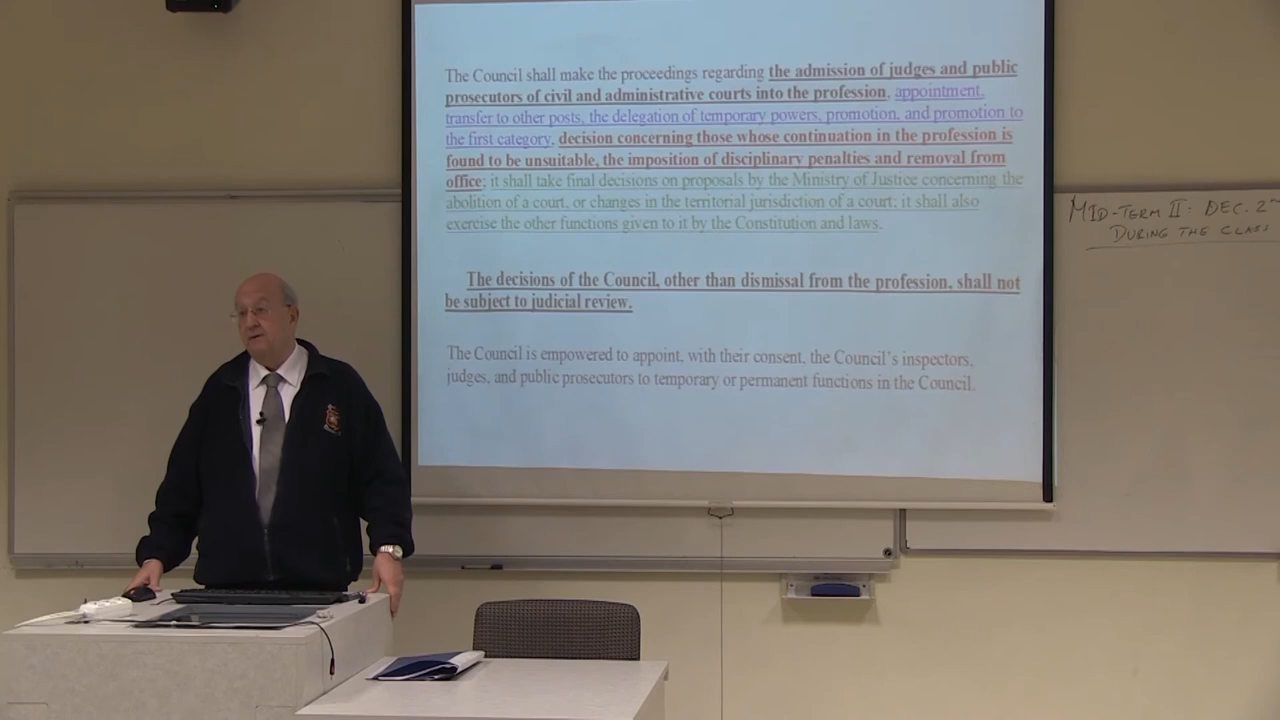 The Council shall make the proceedings regarding the admission of judges and public
prosecutors of civil and administrative courts into the profession, appointment,
transfer to other posts, the delegation of temporary powers, promotion, and promotion to
the first category, decision concerning those whose continuation in the profession is
found to be unsuitable, the imposition of disciplinary penalties and removal from
office; it shall take final decisions on proposals by the Ministry of Justice concerning the
abolition of a court, or changes in the territorial jurisdiction of a court; it shall also
exercise the other functions given to it by the Constitution and laws.
The decisions of the Council, other than dismissal from the profession, shall not
be subject to judicial review.
The Council is empowered to appoint, with their consent, the Council's inspectors,
judges, and public prosecutors to temporary or permanent functions in the Council.
MID-TERM II: DEC. 2
DURING THE CLASS